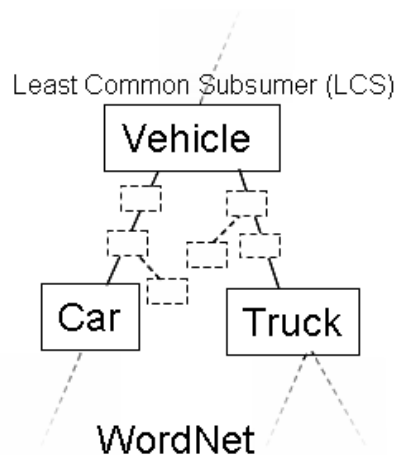 Least Common Subsumer (LCS)
Vehicle
Car
Truck
WordNet